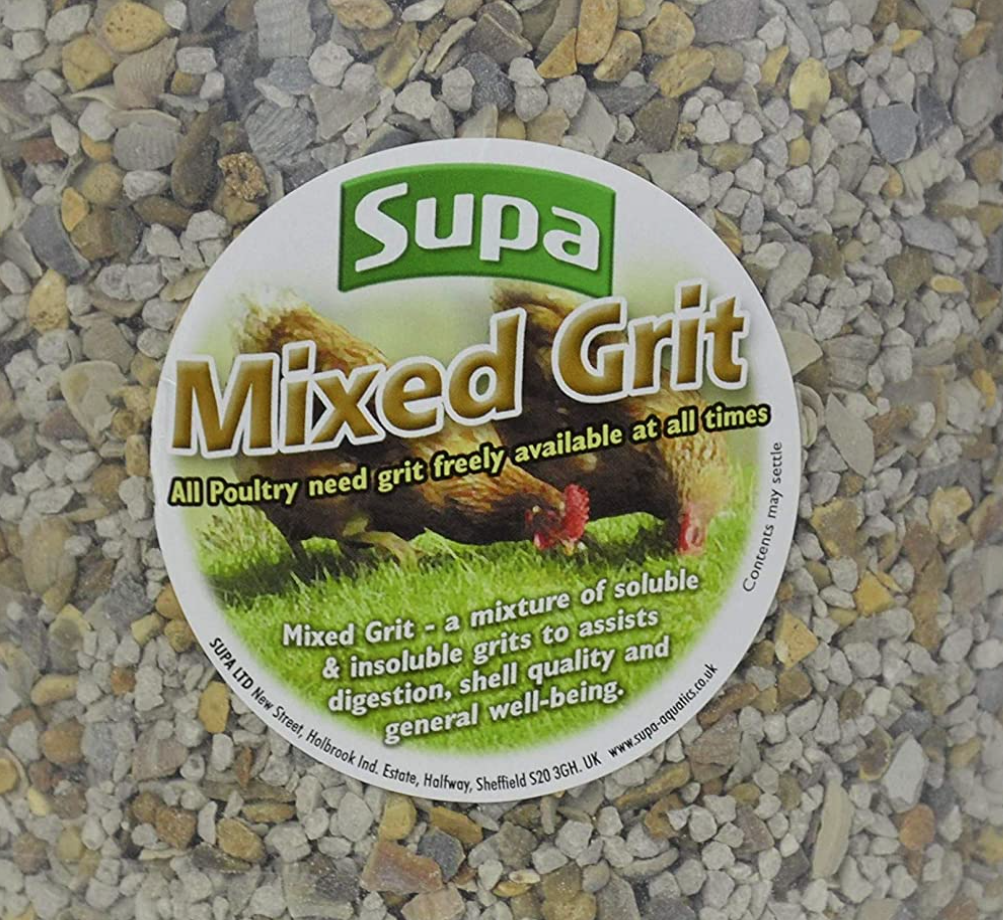 Supa
Mixed Grit
All Poultry need grit freely available at all times
Contents may settle
Mixed Grit - a mixture of soluble
& insoluble grits to assists
digestion, shell quality and
general well-being.
SUPA LTD New Street, Holbrook Ind. Estate, Halfway, Sheffield S20 3GH. UK www.supa-aquatics.co.uk